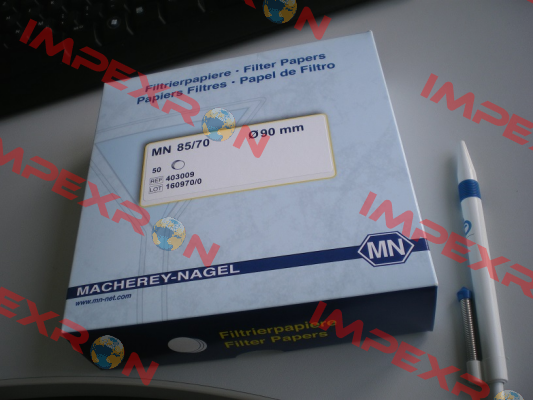 Filtrierpapiere · Filter Papers
Papiers Filtres · Papel de Filtro
MN 85/70 Ø 90 mm
50
REF 403009
LOT 160970/0
MN
MACHEREY-NAGEL
www.mn-net.com
Filtrierpapiere
Filter Papers
IMPEXRON
IMPEXRON
IMPEXRON
IMPEXRON
IMPEXRON
IMPEXRON